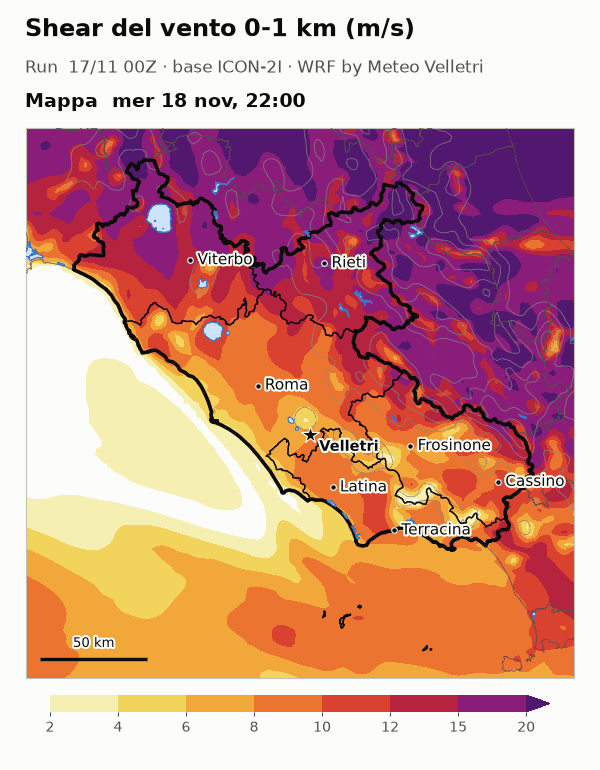 Shear del vento 0-1 km (m/s)
Run  17/11 00Z · base ICON-2I · WRF by Meteo Velletri
Mappa  mer 18 nov, 22:00
Viterbo
Rieti
Roma
Velletri
Frosinone
Latina
Cassino
Terracina
50 km
2 4 6 8 10 12 15 20